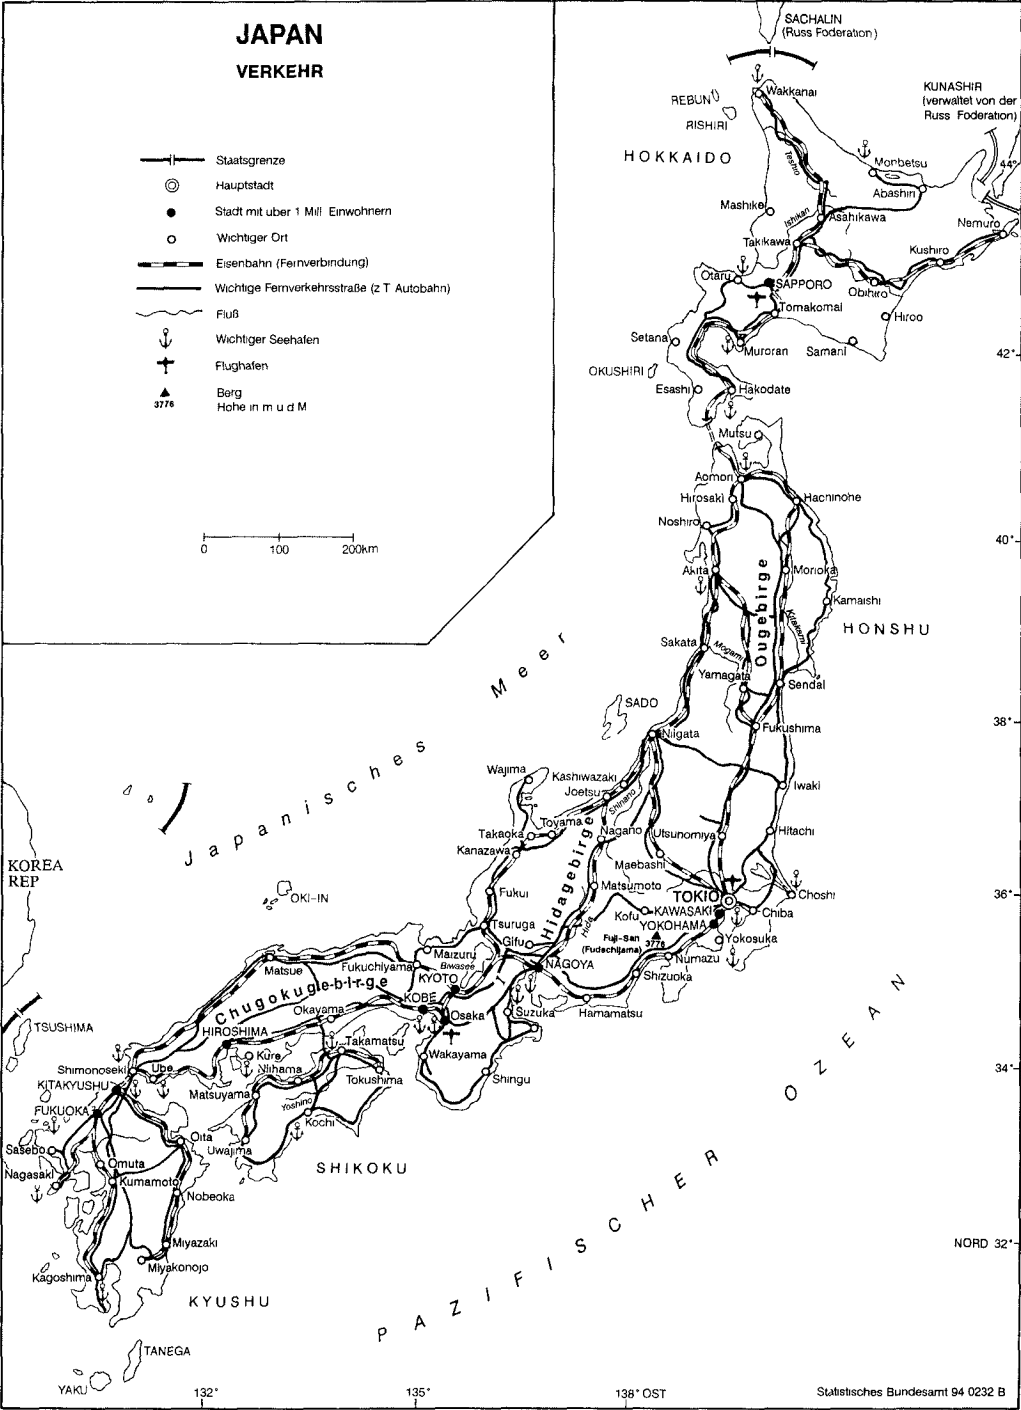 JAPAN
VERKEHR
Staatsgrenze
Hauptstadt
Stadt mit uber 1 Mill Einwohnern
Wichtiger Ort
Eisenbahn (Fernverbindung)
Wichtige Fernverkehrsstraße (z T Autobahn)
Fluß
Wichtiger Seehafen
Flughafen
Berg
3776
Hohe in m u d M
0 100 200km
SACHALIN
(Russ Foderation)
KUNASHIR
(verwaltet von der
Russ Foderation)
REBUN
RISHIRI
Wakkanai
HOKKAIDO
Teshio
Monbetsu
44°
Abashiri
Mashike
Ishikari
Asahikawa
Nemuro
Takikawa
Kushiro
Otaru
SAPPORO
Obihiro
Tomakomai
Hiroo
Setana
Muroran
Samani
42°
OKUSHIRI
Esashi
Hakodate
Mutsu
Aomori
Hirosaki
Hachinohe
Noshiro
40°
Akita
Morioka
Ougebirge
Kitakami
Kamaishi
HONSHU
Sakata
Mogami
Yamagata
Sendai
SADO
38°
Niigata
Fukushima
Japanisches Meer
Wajima
Kashiwazaki
Joetsu
Shinano
Iwaki
Toyama
Takaoka
Nagano
Utsunomiya
Hitachi
Kanazawa
Maebashi
KOREA
REP
Hidagebirge
Matsumoto
OKI-IN
Fukui
TOKIO
Choshi
36°
Hida
Kofu
KAWASAKI
Chiba
Tsuruga
YOKOHAMA
Gifu
Fuji-San
3776
(Fudschijama)
Yokosuka
Maizuru
Biwasee
Numazu
Matsue
Fukuchiyama
NAGOYA
KYOTO
Shizuoka
Chugokugebirge
KOBE
Hamamatsu
Okayama
Osaka
Suzuka
TSUSHIMA
HIROSHIMA
Takamatsu
Kure
Wakayama
Shimonoseki
Ube
Niihama
Tokushima
Shingu
34°
KITAKYUSHU
Matsuyama
Yoshino
FUKUOKA
Kochi
Sasebo
Oita
Uwajima
Omuta
SHIKOKU
Nagasaki
Kumamoto
Nobeoka
PAZIFISCHER OZEAN
Miyazaki
NORD 32°
Miyakonojo
Kagoshima
KYUSHU
TANEGA
YAKU
132°
135°
138° OST
Statistisches Bundesamt 94 0232 B